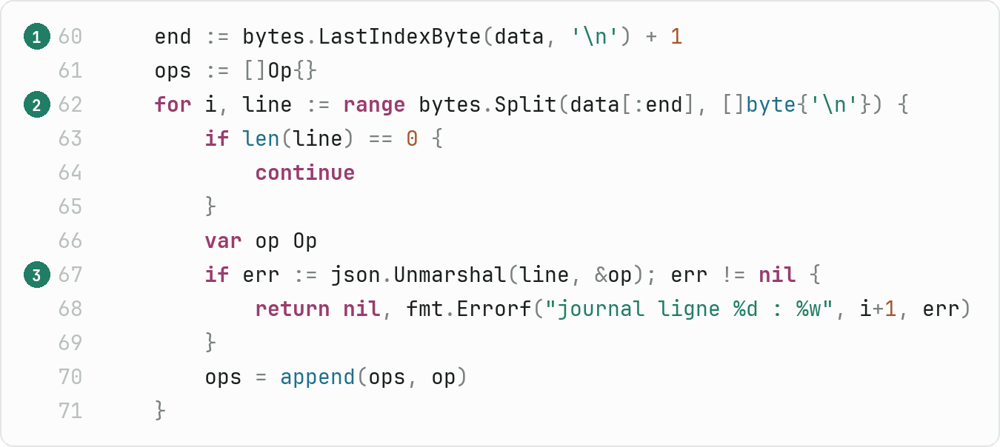 1 60 end := bytes.LastIndexByte(data, '\n') + 1
61 ops := []Op{}
2 62 for i, line := range bytes.Split(data[:end], []byte{'\n'}) {
63 if len(line) == 0 {
64 continue
65 }
66 var op Op
3 67 if err := json.Unmarshal(line, &op); err != nil {
68 return nil, fmt.Errorf("journal ligne %d : %w", i+1, err)
69 }
70 ops = append(ops, op)
71 }